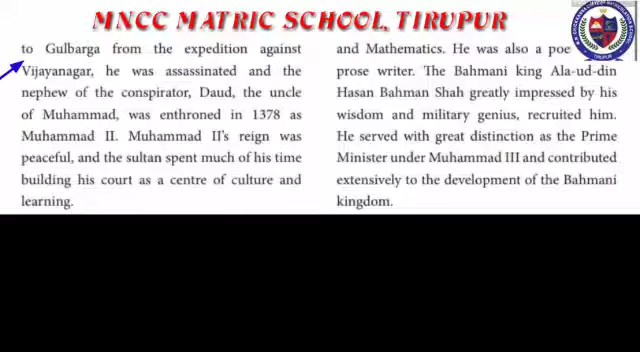 MNCC MATRIC SCHOOL, TIRUPUR
to Gulbarga from the expedition against
Vijayanagar, he was assassinated and the
nephew of the conspirator, Daud, the uncle
of Muhammad, was enthroned in 1378 as
Muhammad II. Muhammad II's reign was
peaceful, and the sultan spent much of his time
building his court as a centre of culture and
learning.
and Mathematics. He was also a poe
prose writer. The Bahmani king Ala-ud-din
Hasan Bahman Shah greatly impressed by his
wisdom and military genius, recruited him.
He served with great distinction as the Prime
Minister under Muhammad III and contributed
extensively to the development of the Bahmani
kingdom.
TIRUPUR